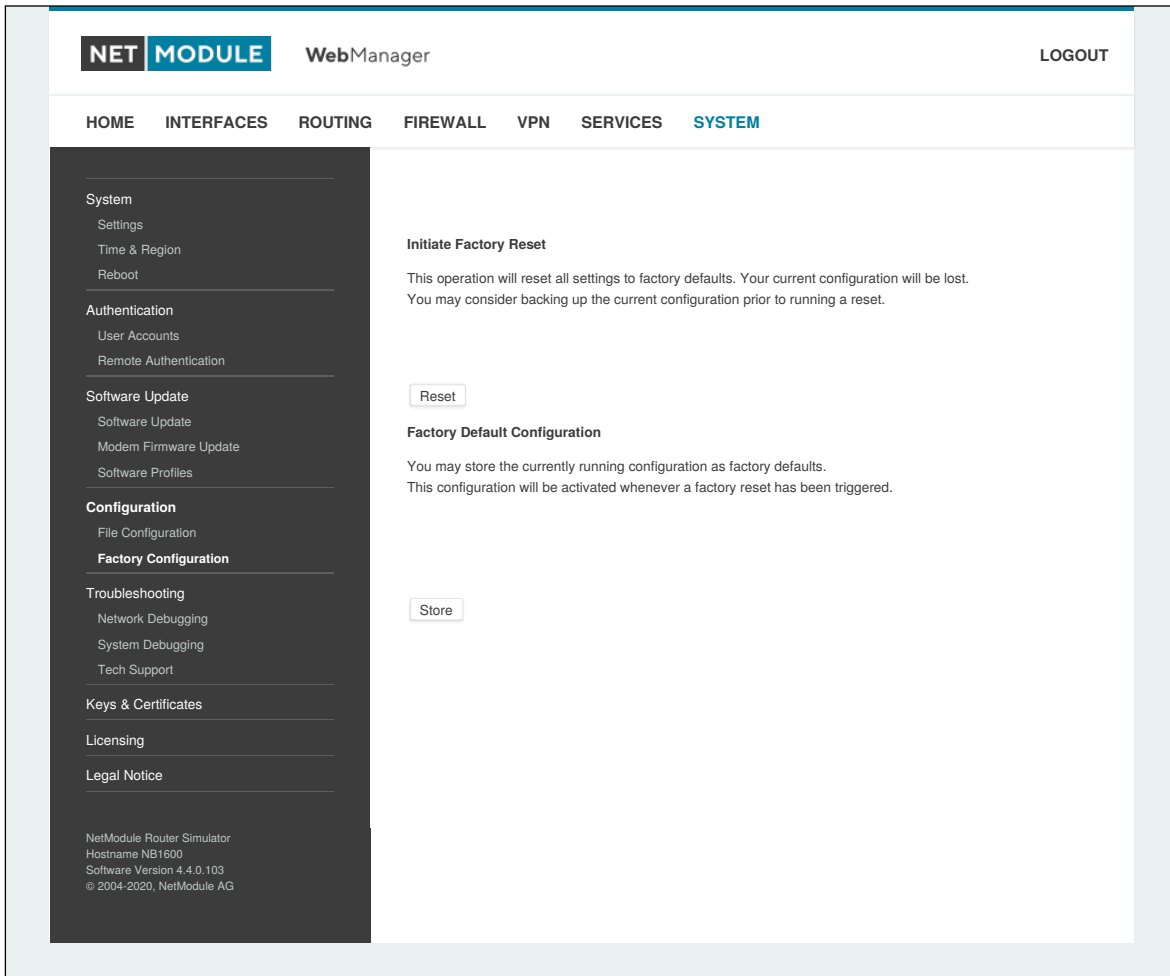 NET MODULE WebManager LOGOUT
HOME INTERFACES ROUTING FIREWALL VPN SERVICES SYSTEM
System
Settings
Time & Region
Reboot
Authentication
User Accounts
Remote Authentication
Software Update
Software Update
Modem Firmware Update
Software Profiles
Configuration
File Configuration
Factory Configuration
Troubleshooting
Network Debugging
System Debugging
Tech Support
Keys & Certificates
Licensing
Legal Notice
NetModule Router Simulator
Hostname NB1600
Software Version 4.4.0.103
© 2004-2020, NetModule AG
Initiate Factory Reset
This operation will reset all settings to factory defaults. Your current configuration will be lost.
You may consider backing up the current configuration prior to running a reset.
Reset
Factory Default Configuration
You may store the currently running configuration as factory defaults.
This configuration will be activated whenever a factory reset has been triggered.
Store